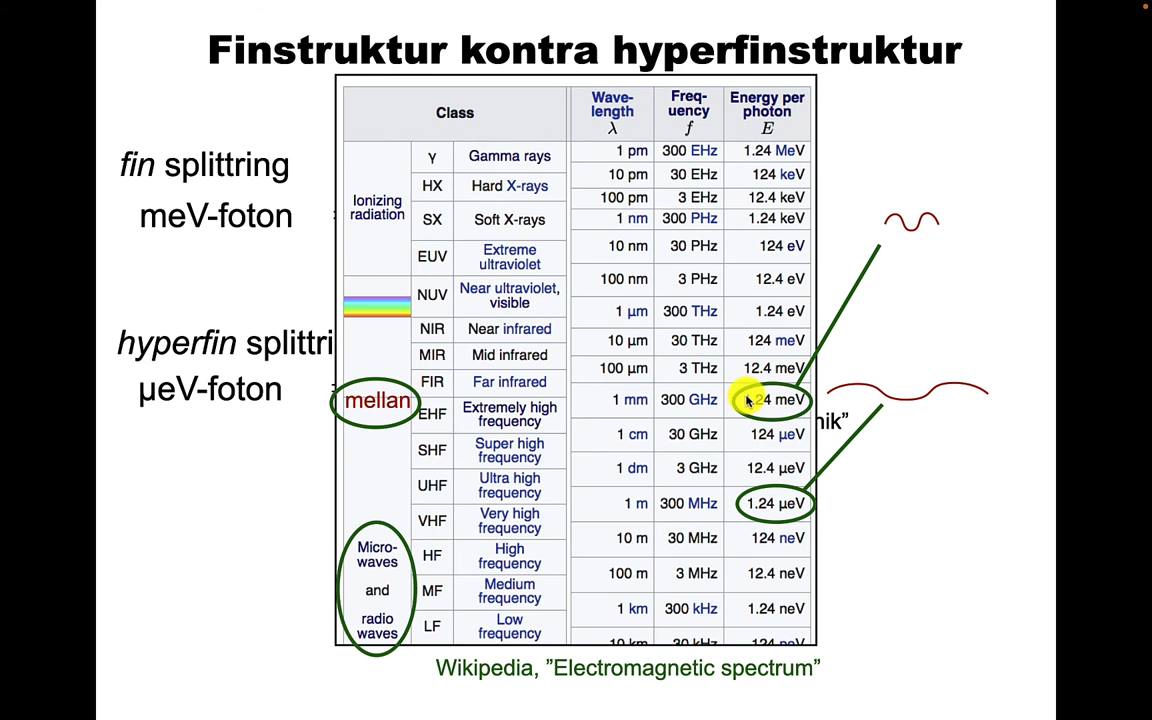 Finstruktur kontra hyperfinstruktur
fin splittring
meV-foton
hyperfin splittri
µeV-foton
Class
Wave-
length
λ
Freq-
uency
f
Energy per
photon
E
Ionizing
radiation
γ Gamma rays
HX Hard X-rays
SX Soft X-rays
EUV Extreme
ultraviolet
NUV Near ultraviolet,
visible
NIR Near infrared
MIR Mid infrared
FIR Far infrared
mellan
EHF Extremely high
frequency
SHF Super high
frequency
UHF Ultra high
frequency
VHF Very high
frequency
Micro-
waves
and
radio
waves
HF High
frequency
MF Medium
frequency
LF Low
frequency
1 pm 300 EHz 1.24 MeV
10 pm 30 EHz 124 keV
100 pm 3 EHz 12.4 keV
1 nm 300 PHz 1.24 keV
10 nm 30 PHz 124 eV
100 nm 3 PHz 12.4 eV
1 µm 300 THz 1.24 eV
10 µm 30 THz 124 meV
100 µm 3 THz 12.4 meV
1 mm 300 GHz 1.24 meV
1 cm 30 GHz 124 µeV
1 dm 3 GHz 12.4 µeV
1 m 300 MHz 1.24 µeV
10 m 30 MHz 124 neV
100 m 3 MHz 12.4 neV
1 km 300 kHz 1.24 neV
10 km 30 kHz 124 peV
nik”
Wikipedia, ”Electromagnetic spectrum”